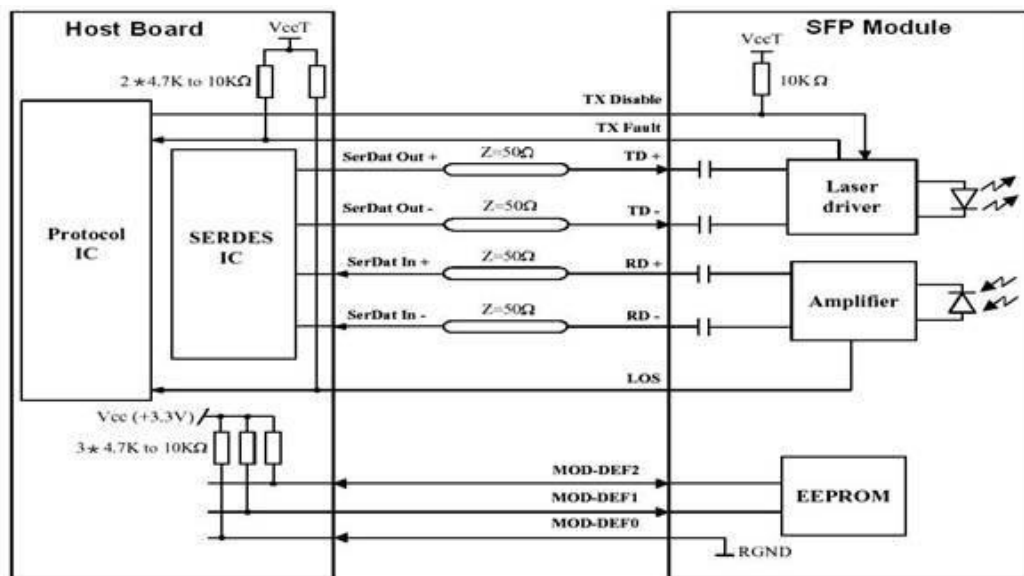 Host Board
SFP Module
VccT
VccT
2*4.7K to 10KΩ
10K Ω
TX Disable
TX Fault
SerDat Out +
Z=50Ω
TD +
Laser driver
SerDat Out -
Z=50Ω
TD -
Protocol IC
SERDES IC
SerDat In +
Z=50Ω
RD +
Amplifier
SerDat In -
Z=50Ω
RD -
LOS
Vcc (+3.3V)
3* 4.7K to 10KΩ
MOD-DEF2
MOD-DEF1
MOD-DEF0
EEPROM
RGND